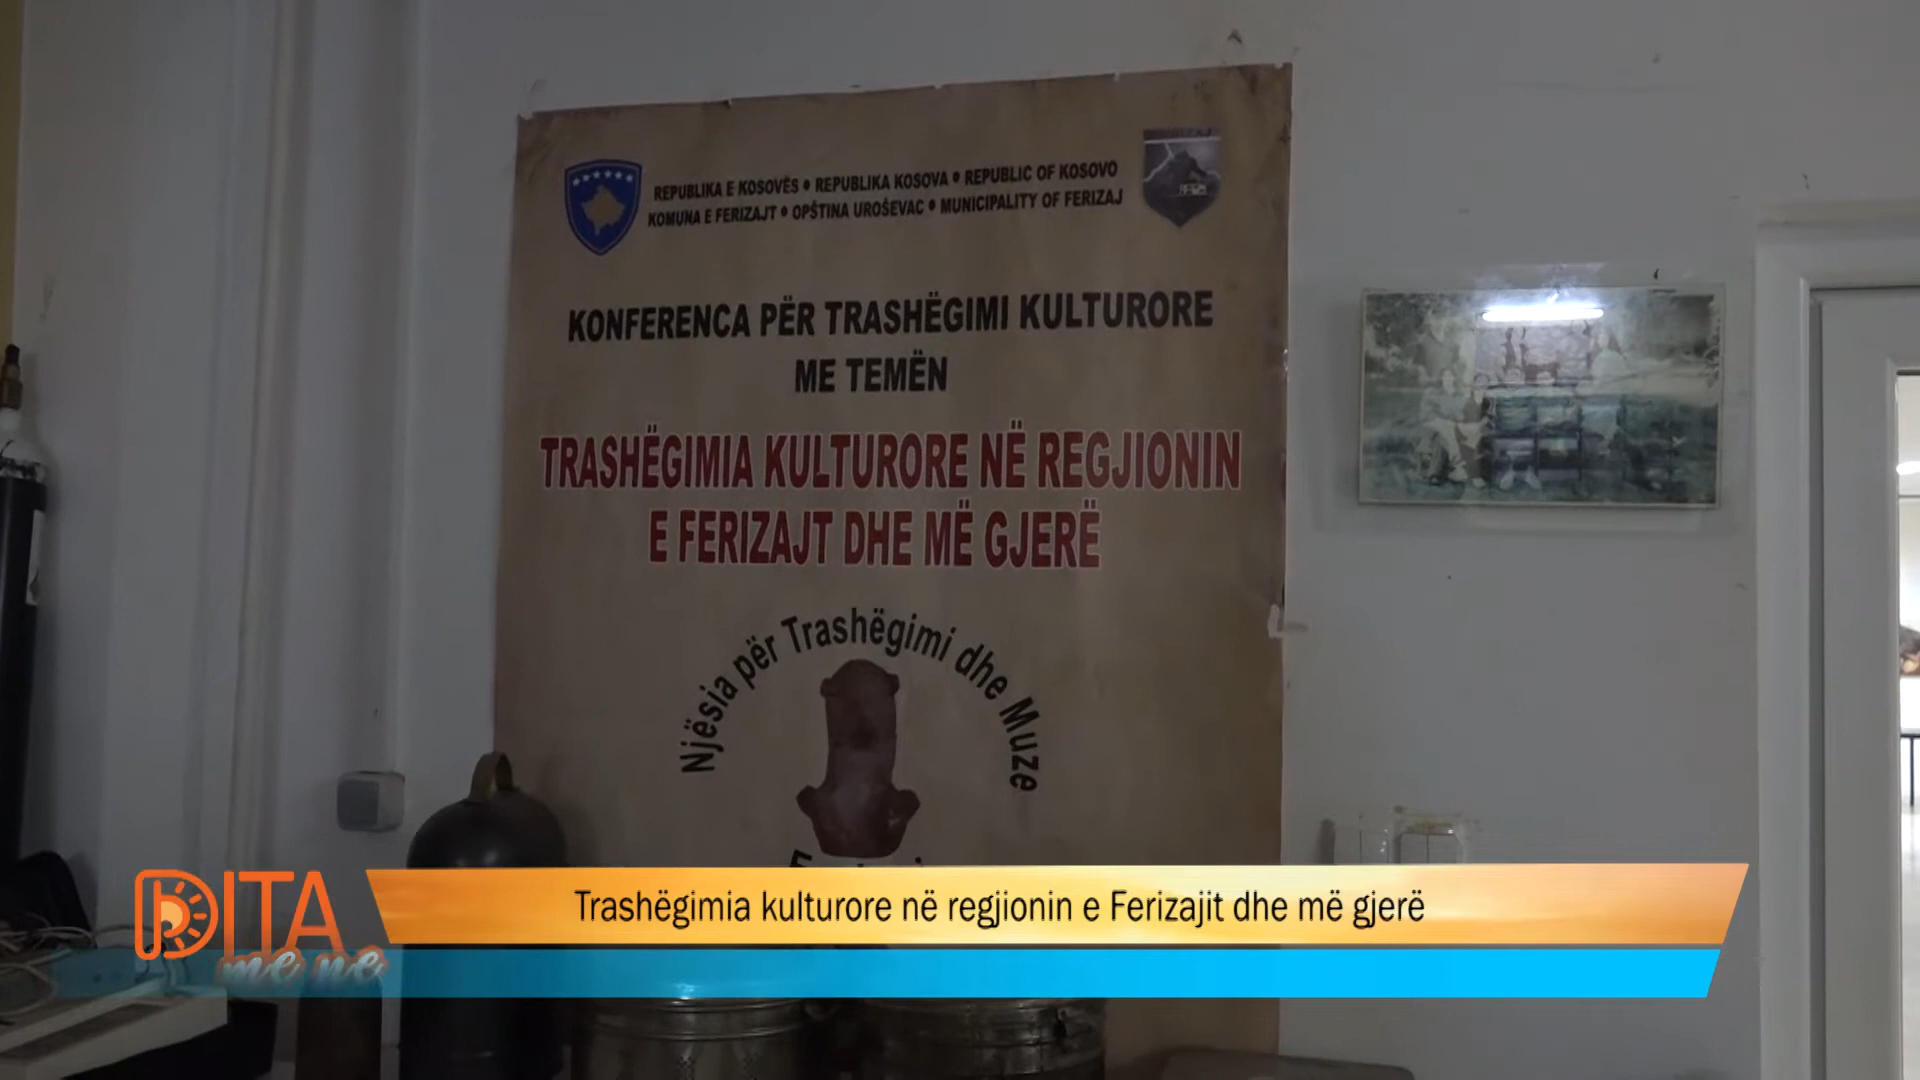 REPUBLIKA E KOSOVËS • REPUBLIKA KOSOVA • REPUBLIC OF KOSOVO
KOMUNA E FERIZAJT • OPŠTINA UROŠEVAC • MUNICIPALITY OF FERIZAJ
KONFERENCA PËR TRASHËGIMI KULTURORE
ME TEMËN
TRASHËGIMIA KULTURORE NË REGJIONIN
E FERIZAJT DHE MË GJERË
Njësia për Trashëgimi dhe Muze
DITA
me ne
Trashëgimia kulturore në regjionin e Ferizajit dhe më gjerë